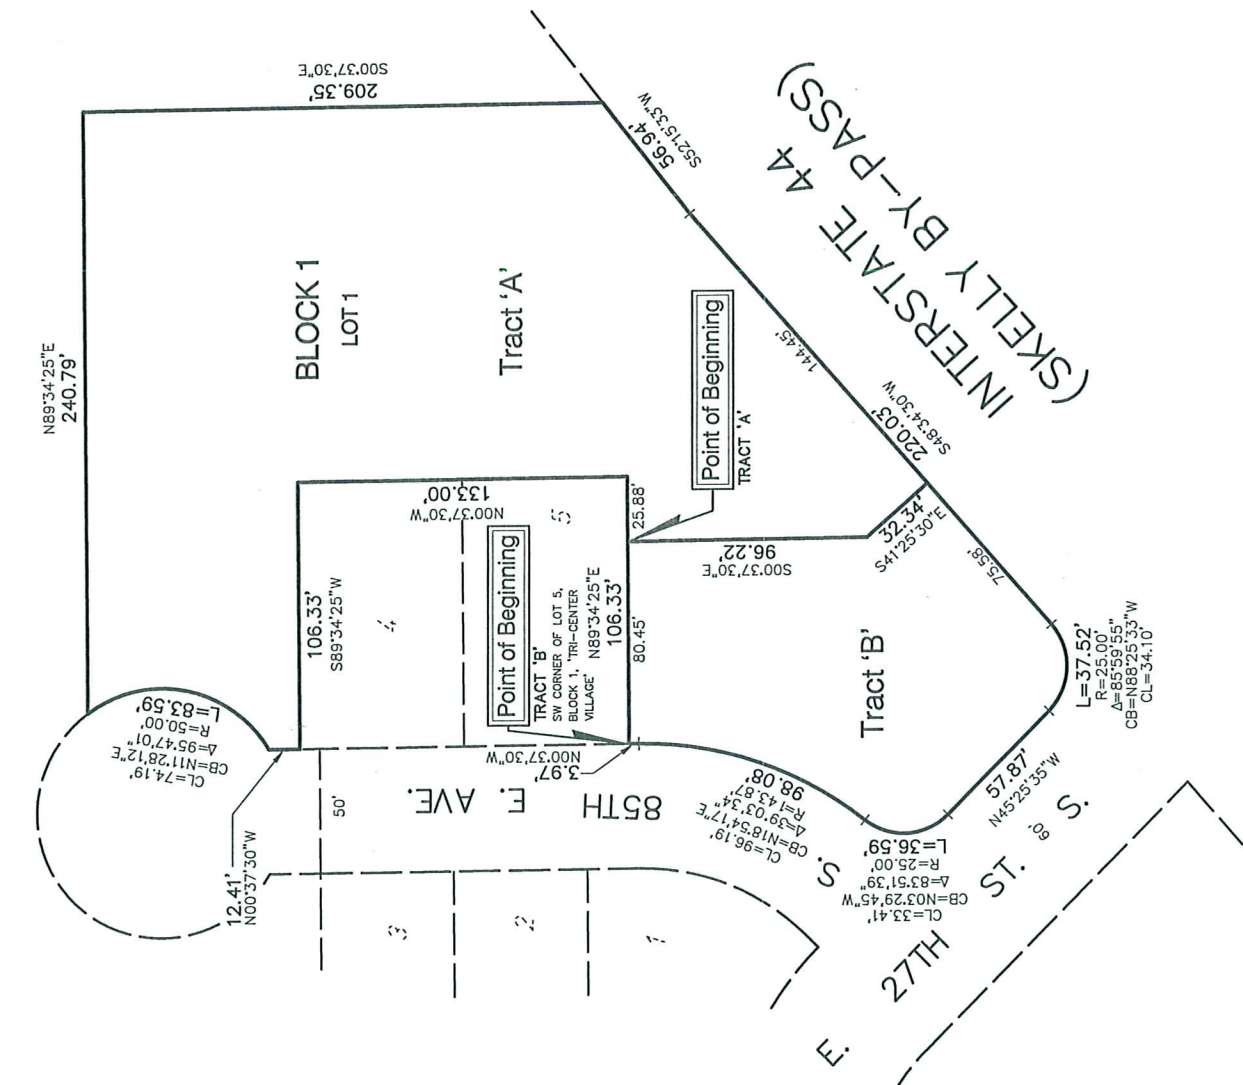 N89°34'25"E
240.79'
S00°37'30"E
209.35'
56.94'
S52°15'33"W
INTERSTATE 44
(SKELLY BY-PASS)
BLOCK 1
LOT 1
Tract 'A'
CL=74.19'
CB=N11°28'12"E
Δ=95°47'01"
R=50.00'
L=83.59'
12.41'
N00°37'30"W
106.33'
S89°34'25"W
133.00'
N00°37'30"W
4
5
50'
85TH E. AVE.
S.
Point of Beginning
TRACT 'B'
SW CORNER OF LOT 5,
BLOCK 1, 'TRI-CENTER
VILLAGE'
N89°34'25"E
106.33'
80.45'
25.88'
N00°37'30"W
3.97'
Point of Beginning
TRACT 'A'
144.45'
220.03'
S48°34'30"W
S00°37'30"E
96.22'
32.34'
S41°25'30"E
75.58'
Tract 'B'
CL=96.19'
CB=N18°54'17"E
Δ=39°03'34"
R=143.87'
98.08'
L=36.59'
R=25.00'
Δ=83°51'39"
CB=N03°29'45"W
CL=33.41'
57.87'
N45°25'35"W
L=37.52'
R=25.00'
Δ=85°59'55"
CB=N88°25'33"W
CL=34.10'
3
2
1
E. 27TH ST. S.
60'